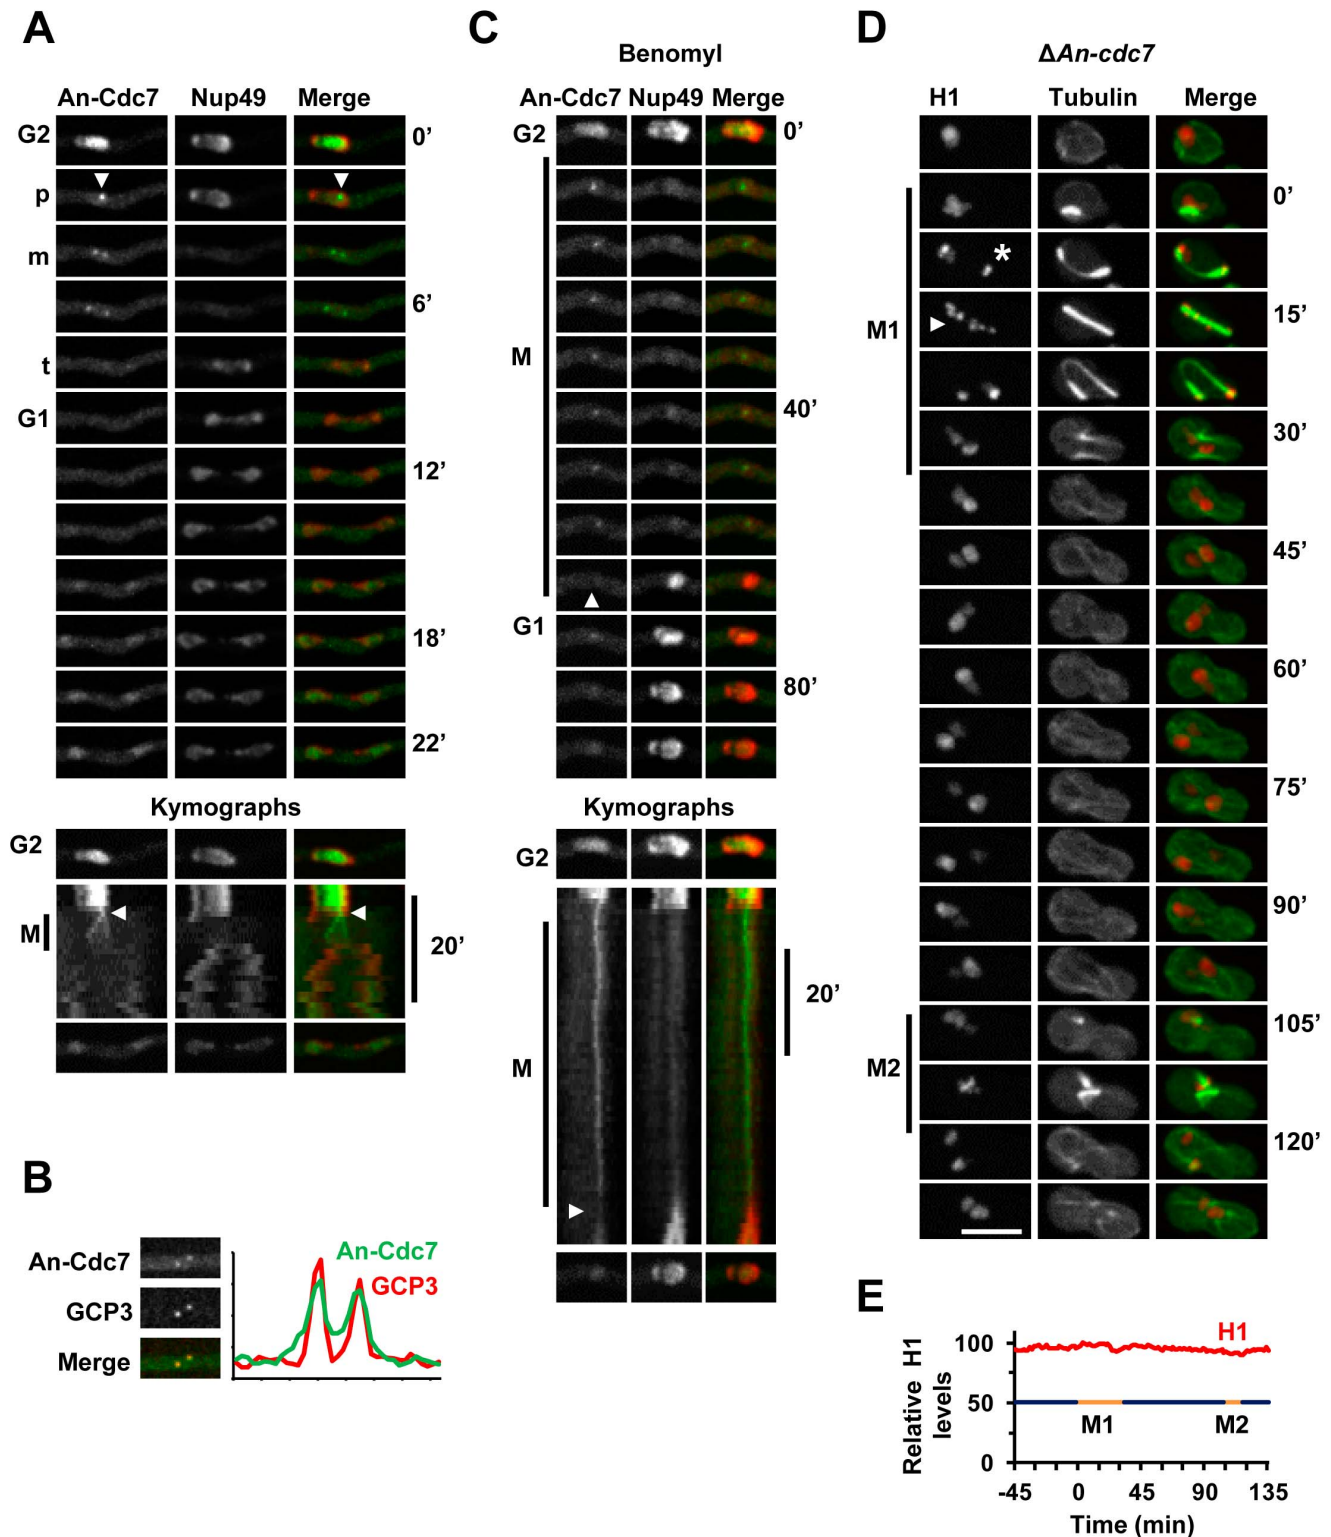 A
An-Cdc7 Nup49 Merge
G2 0’
p
m
6’
t
G1
12’
18’
22’
Kymographs
G2
M 20’
B
An-Cdc7
GCP3
Merge
An-Cdc7
GCP3
C
Benomyl
An-Cdc7 Nup49 Merge
G2 0’
M
40’
G1
80’
Kymographs
G2
20’
M
D
ΔAn-cdc7
H1 Tubulin Merge
0’
*
15’
M1
30’
45’
60’
75’
90’
105’
M2
120’
E
Relative H1
levels
100
50
0
H1
M1 M2
-45 0 45 90 135
Time (min)